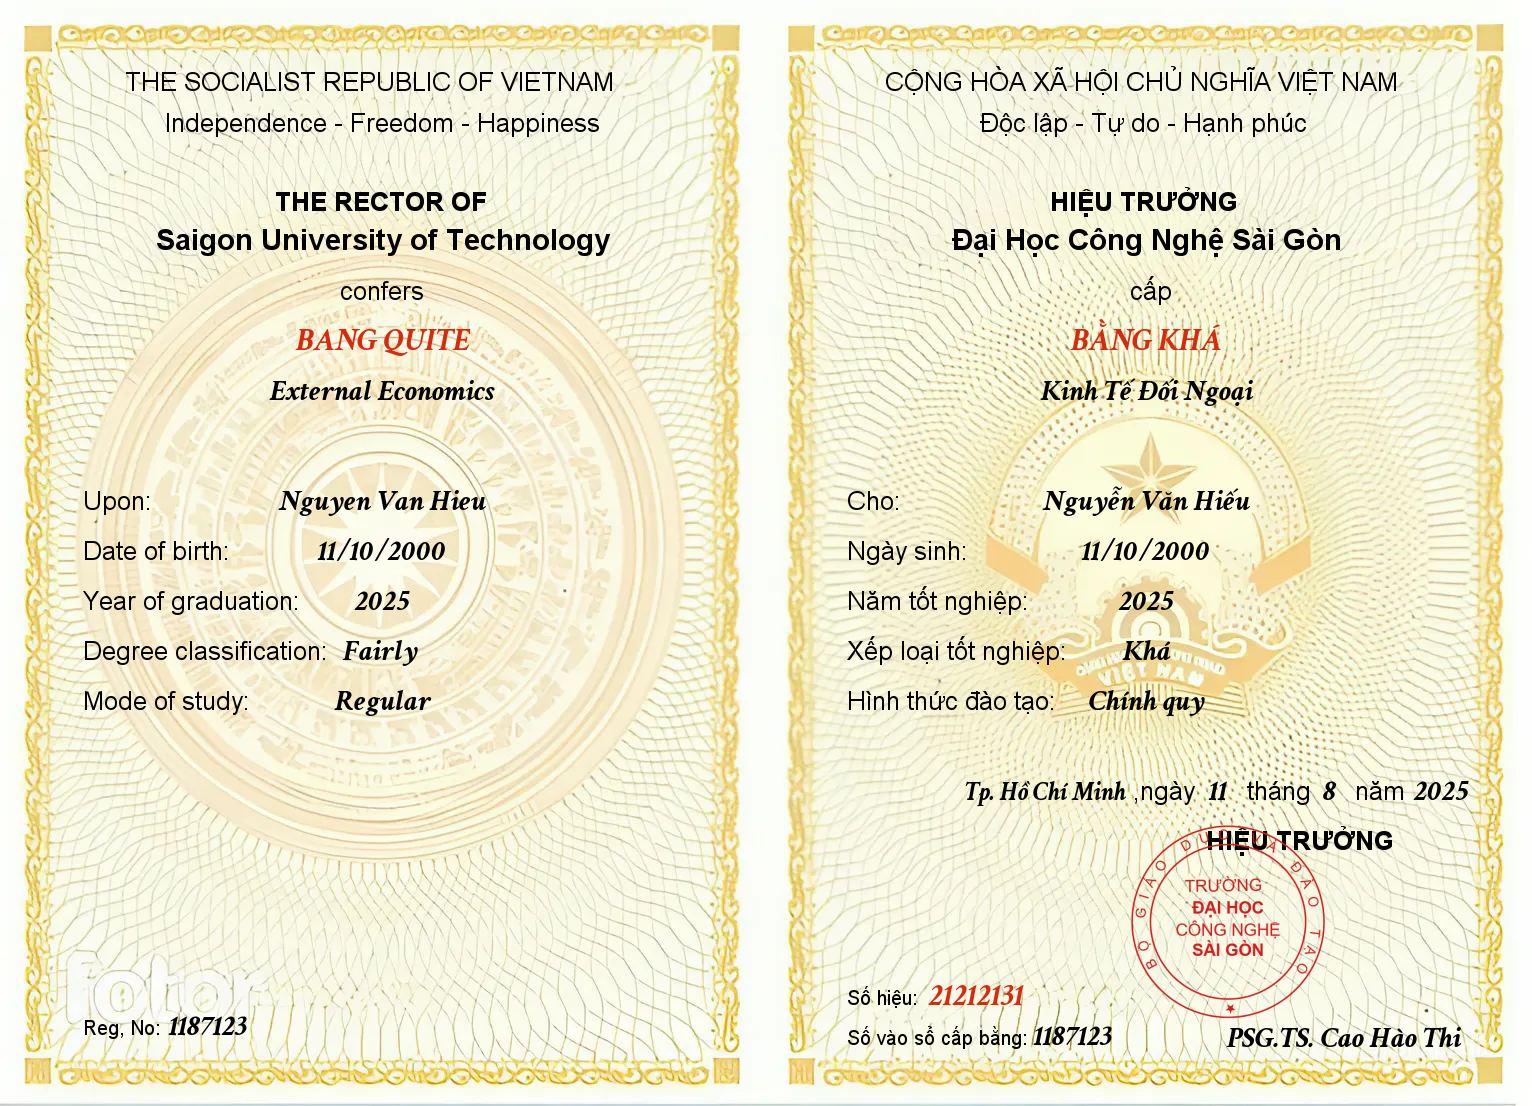 THE SOCIALIST REPUBLIC OF VIETNAM
Independence - Freedom - Happiness
THE RECTOR OF
Saigon University of Technology
confers
BANG QUITE
External Economics
Upon: Nguyen Van Hieu
Date of birth: 11/10/2000
Year of graduation: 2025
Degree classification: Fairly
Mode of study: Regular
fotor
Reg, No: 1187123
CỘNG HÒA XÃ HỘI CHỦ NGHĨA VIỆT NAM
Độc lập - Tự do - Hạnh phúc
HIỆU TRƯỞNG
Đại Học Công Nghệ Sài Gòn
cấp
BẰNG KHÁ
Kinh Tế Đối Ngoại
Cho: Nguyễn Văn Hiếu
Ngày sinh: 11/10/2000
Năm tốt nghiệp: 2025
Xếp loại tốt nghiệp: Khá
VIỆT NAM
Hình thức đào tạo: Chính quy
Tp. Hồ Chí Minh ,ngày 11 tháng 8 năm 2025
HIỆU TRƯỞNG
BỘ GIÁO DỤC VÀ ĐÀO TẠO
TRƯỜNG
ĐẠI HỌC
CÔNG NGHỆ
SÀI GÒN
Số hiệu: 21212131
Số vào sổ cấp bằng: 1187123
PSG.TS. Cao Hào Thi